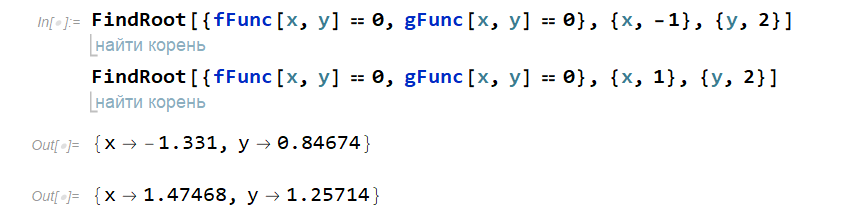 In[●]:= FindRoot[{fFunc[x, y] == 0, gFunc[x, y] == 0}, {x, -1}, {y, 2}]
найти корень
FindRoot[{fFunc[x, y] == 0, gFunc[x, y] == 0}, {x, 1}, {y, 2}]
найти корень
Out[●]= {x → -1.331, y → 0.84674}
Out[●]= {x → 1.47468, y → 1.25714}